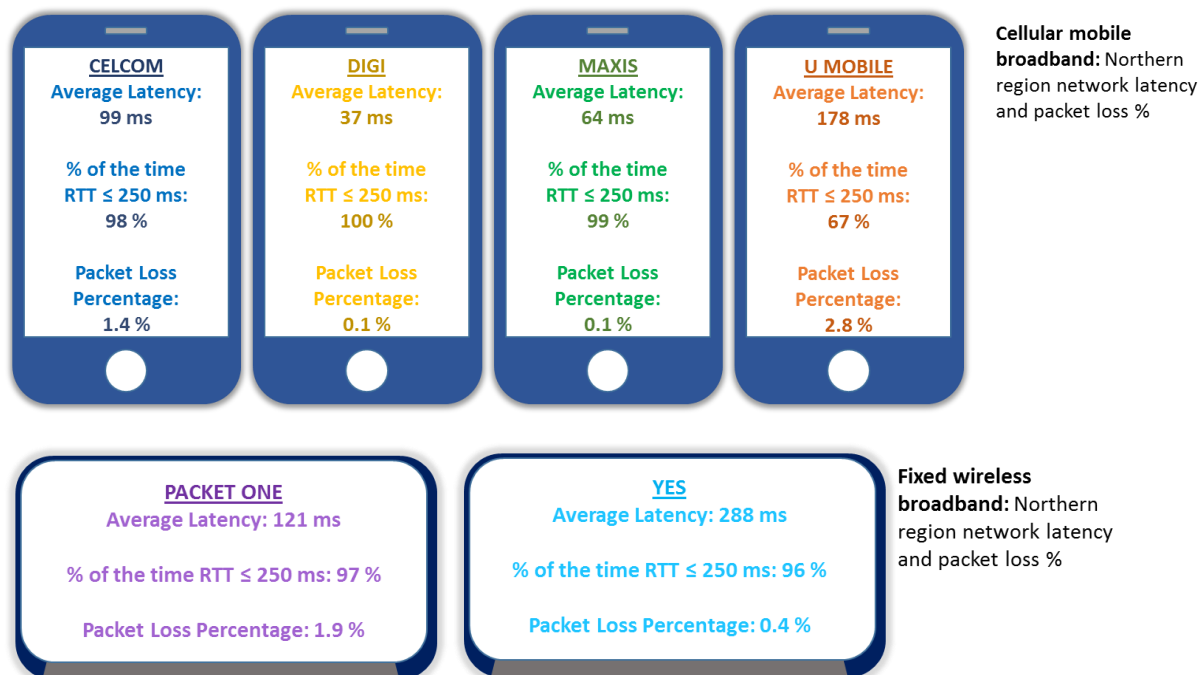 CELCOM
Average Latency:
99 ms
% of the time
RTT ≤ 250 ms:
98 %
Packet Loss
Percentage:
1.4 %
DIGI
Average Latency:
37 ms
% of the time
RTT ≤ 250 ms:
100 %
Packet Loss
Percentage:
0.1 %
MAXIS
Average Latency:
64 ms
% of the time
RTT ≤ 250 ms:
99 %
Packet Loss
Percentage:
0.1 %
U MOBILE
Average Latency:
178 ms
% of the time
RTT ≤ 250 ms:
67 %
Packet Loss
Percentage:
2.8 %
Cellular mobile
broadband: Northern
region network latency
and packet loss %
PACKET ONE
Average Latency: 121 ms
% of the time RTT ≤ 250 ms: 97 %
Packet Loss Percentage: 1.9 %
YES
Average Latency: 288 ms
% of the time RTT ≤ 250 ms: 96 %
Packet Loss Percentage: 0.4 %
Fixed wireless
broadband: Northern
region network latency
and packet loss %